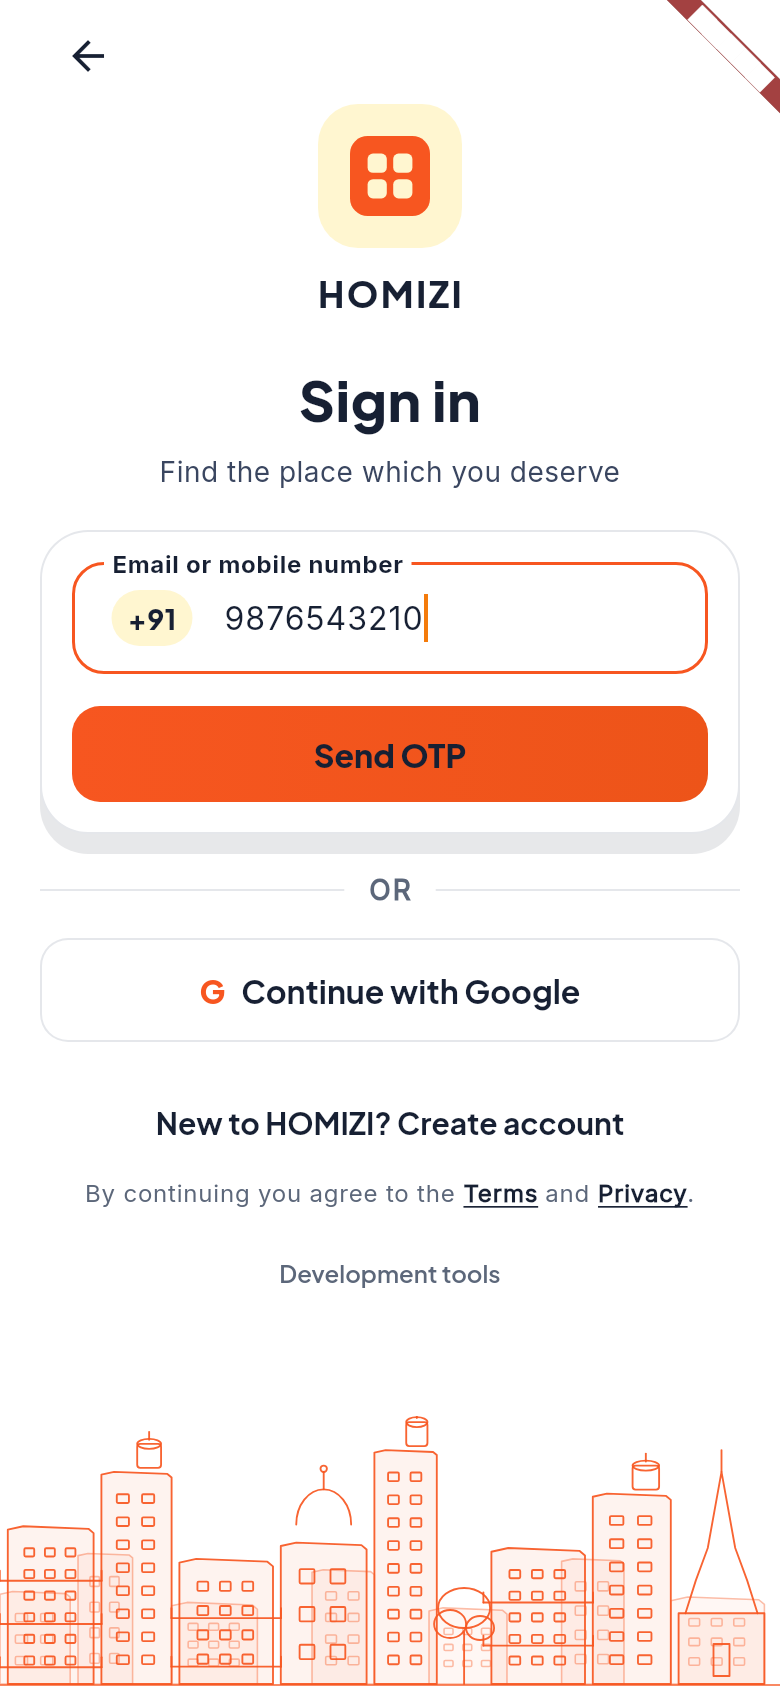 HOMIZI
Sign in
Find the place which you deserve
Email or mobile number
+91 9876543210
Send OTP
OR
G Continue with Google
New to HOMIZI? Create account
By continuing you agree to the Terms and Privacy.
Development tools